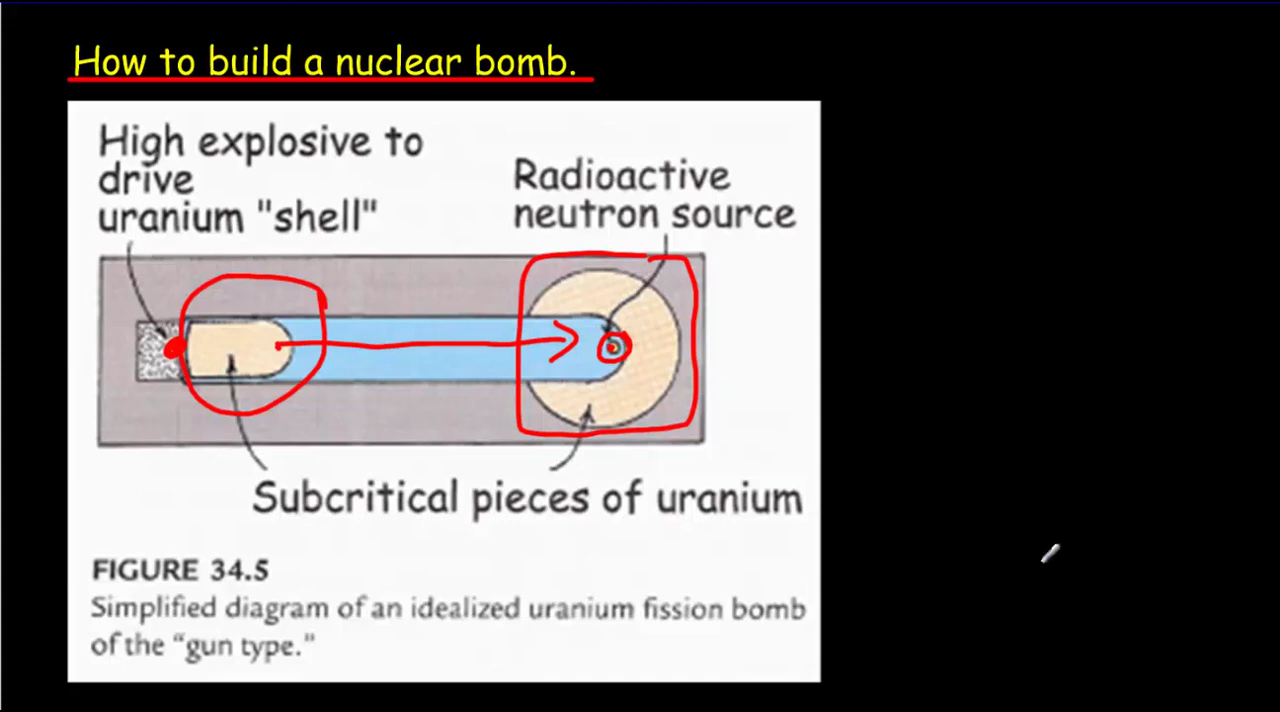 How to build a nuclear bomb.
High explosive to
drive
uranium "shell"
Radioactive
neutron source
Subcritical pieces of uranium
FIGURE 34.5
Simplified diagram of an idealized uranium fission bomb
of the “gun type.”